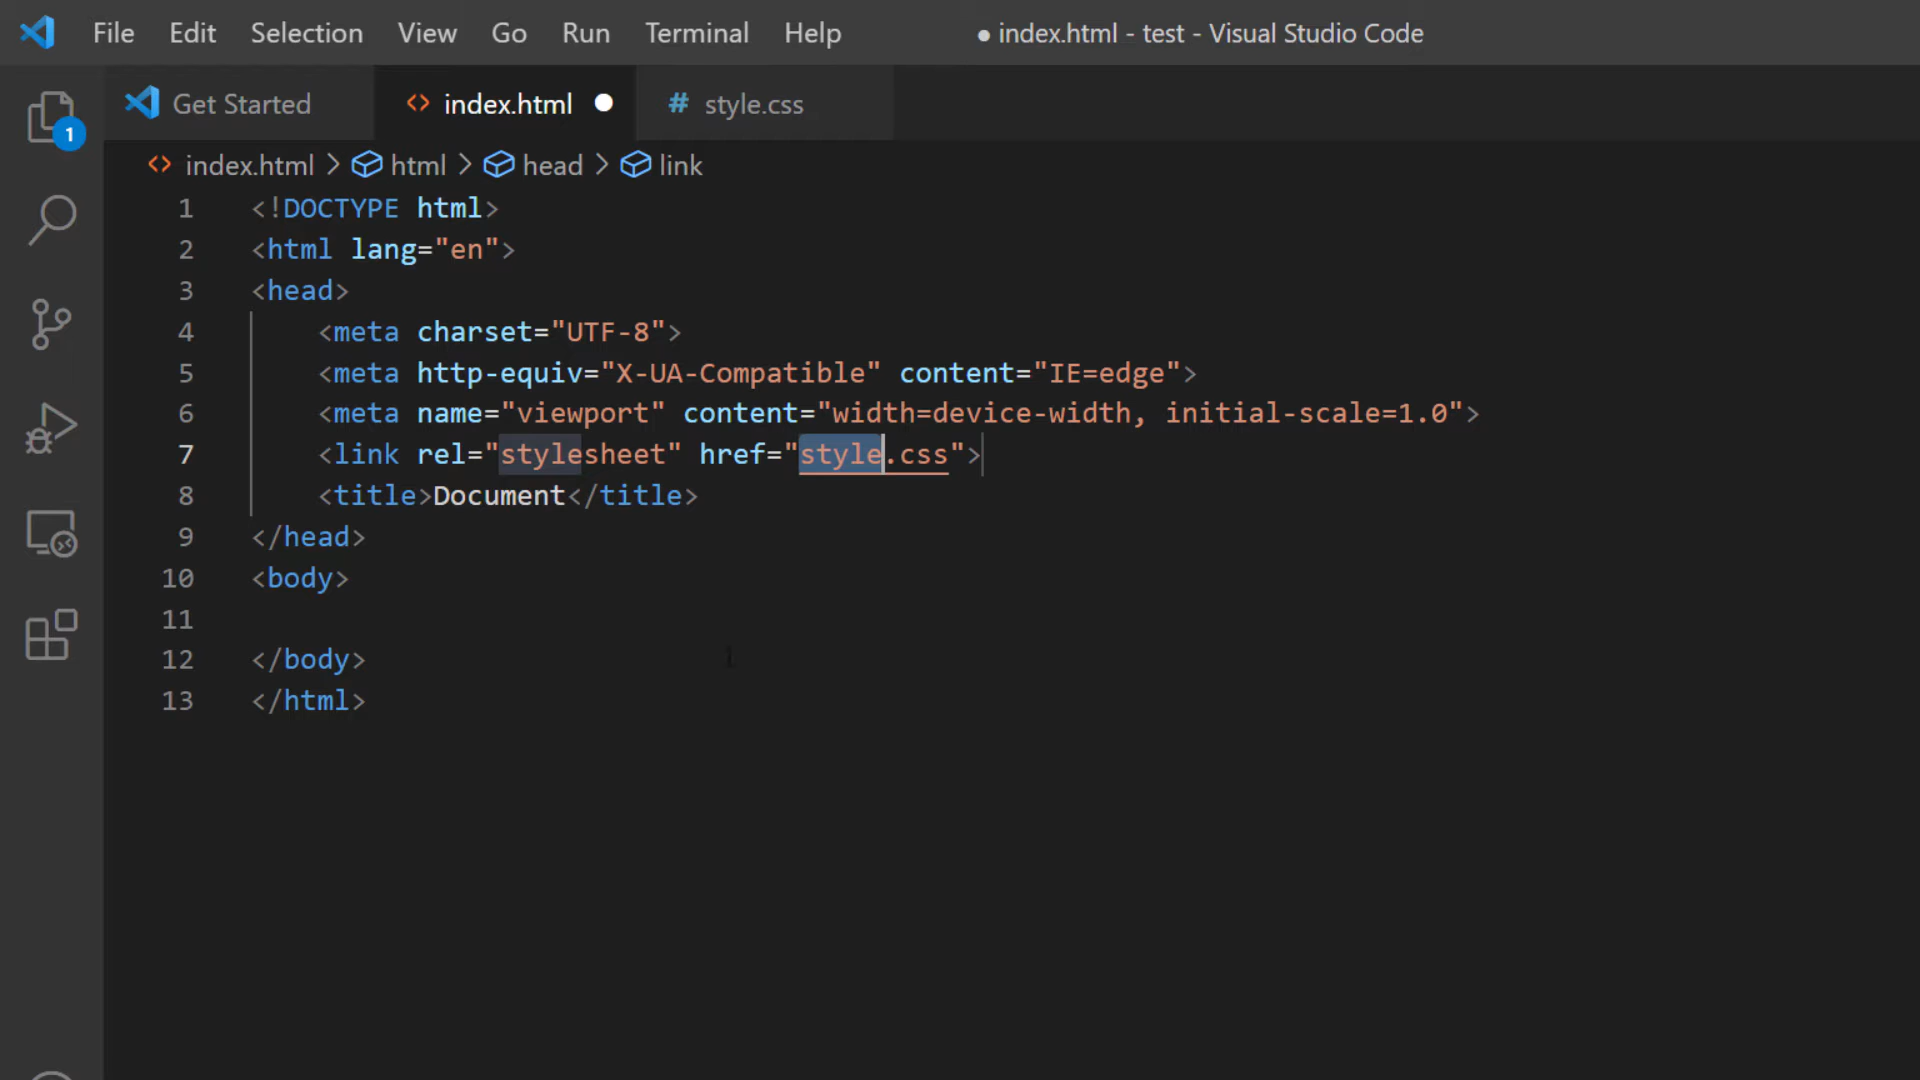 File Edit Selection View Go Run Terminal Help ● index.html - test - Visual Studio Code
Get Started <> index.html ● # style.css
1
<> index.html > html > head > link
1 <!DOCTYPE html>
2 <html lang="en">
3 <head>
4 <meta charset="UTF-8">
5 <meta http-equiv="X-UA-Compatible" content="IE=edge">
6 <meta name="viewport" content="width=device-width, initial-scale=1.0">
7 <link rel="stylesheet" href="style.css">
8 <title>Document</title>
9 </head>
10 <body>
11
12 </body>
13 </html>